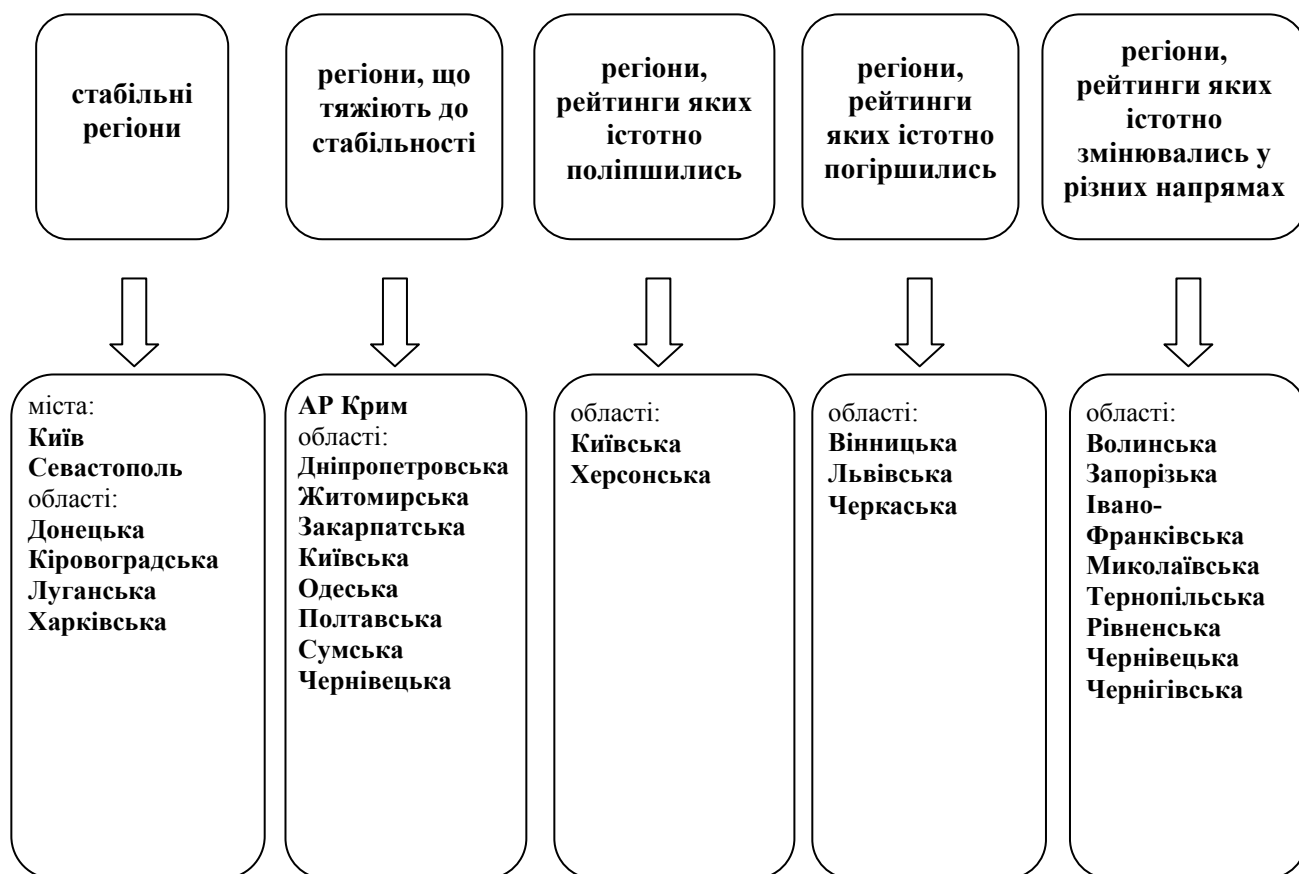 стабільні
регіони
регіони, що
тяжіють до
стабільності
регіони,
рейтинги яких
істотно
поліпшились
регіони,
рейтинги
яких істотно
погіршились
регіони,
рейтинги яких
істотно
змінювались у
різних напрямах
міста:
Київ
Севастополь
області:
Донецька
Кіровоградська
Луганська
Харківська
АР Крим
області:
Дніпропетровська
Житомирська
Закарпатська
Київська
Одеська
Полтавська
Сумська
Чернівецька
області:
Київська
Херсонська
області:
Вінницька
Львівська
Черкаська
області:
Волинська
Запорізька
Івано-
Франківська
Миколаївська
Тернопільська
Рівненська
Чернівецька
Чернігівська